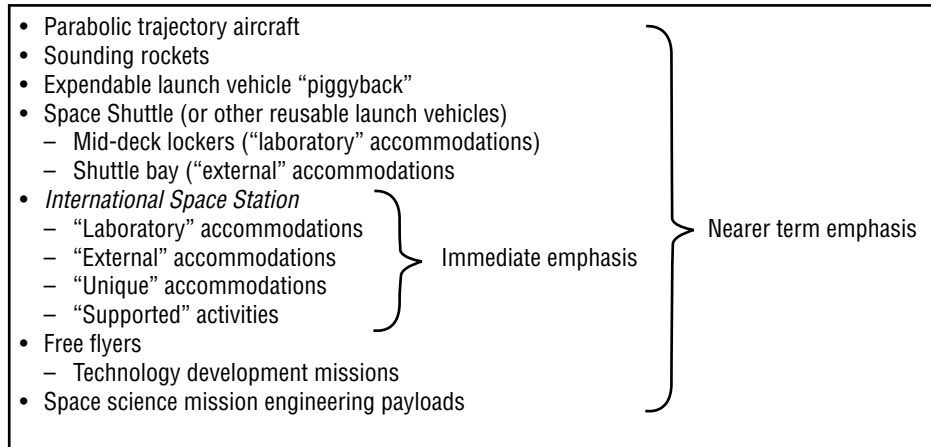 • Parabolic trajectory aircraft
• Sounding rockets
• Expendable launch vehicle “piggyback”
• Space Shuttle (or other reusable launch vehicles)
– Mid-deck lockers (“laboratory” accommodations)
– Shuttle bay (“external” accommodations
• International Space Station
– “Laboratory” accommodations
– “External” accommodations
– “Unique” accommodations
– “Supported” activities
• Free flyers
– Technology development missions
• Space science mission engineering payloads
Immediate emphasis
Nearer term emphasis